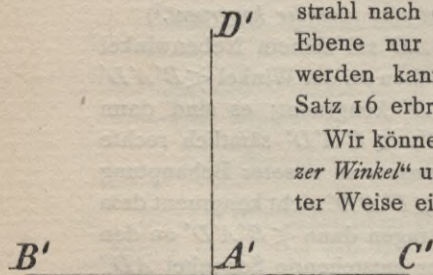 D'
strahl nach
Ebene nur
werden kan
Satz 16 erbr
Wir könne
zer Winkel“ u
ter Weise ei
B' A' C'